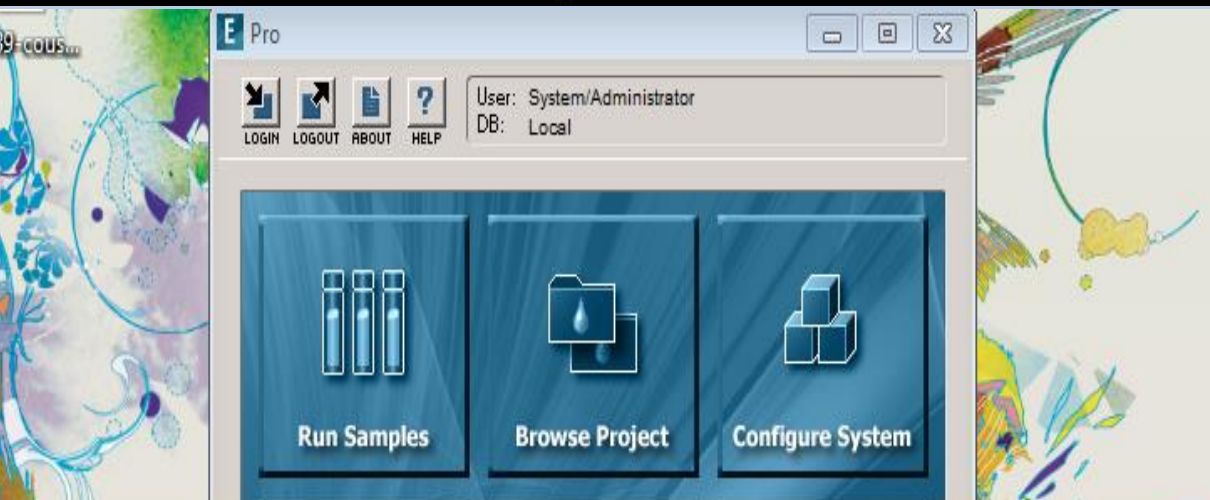 39-cous...
E Pro
LOGIN LOGOUT ABOUT HELP
User: System/Administrator
DB: Local
Run Samples Browse Project Configure System